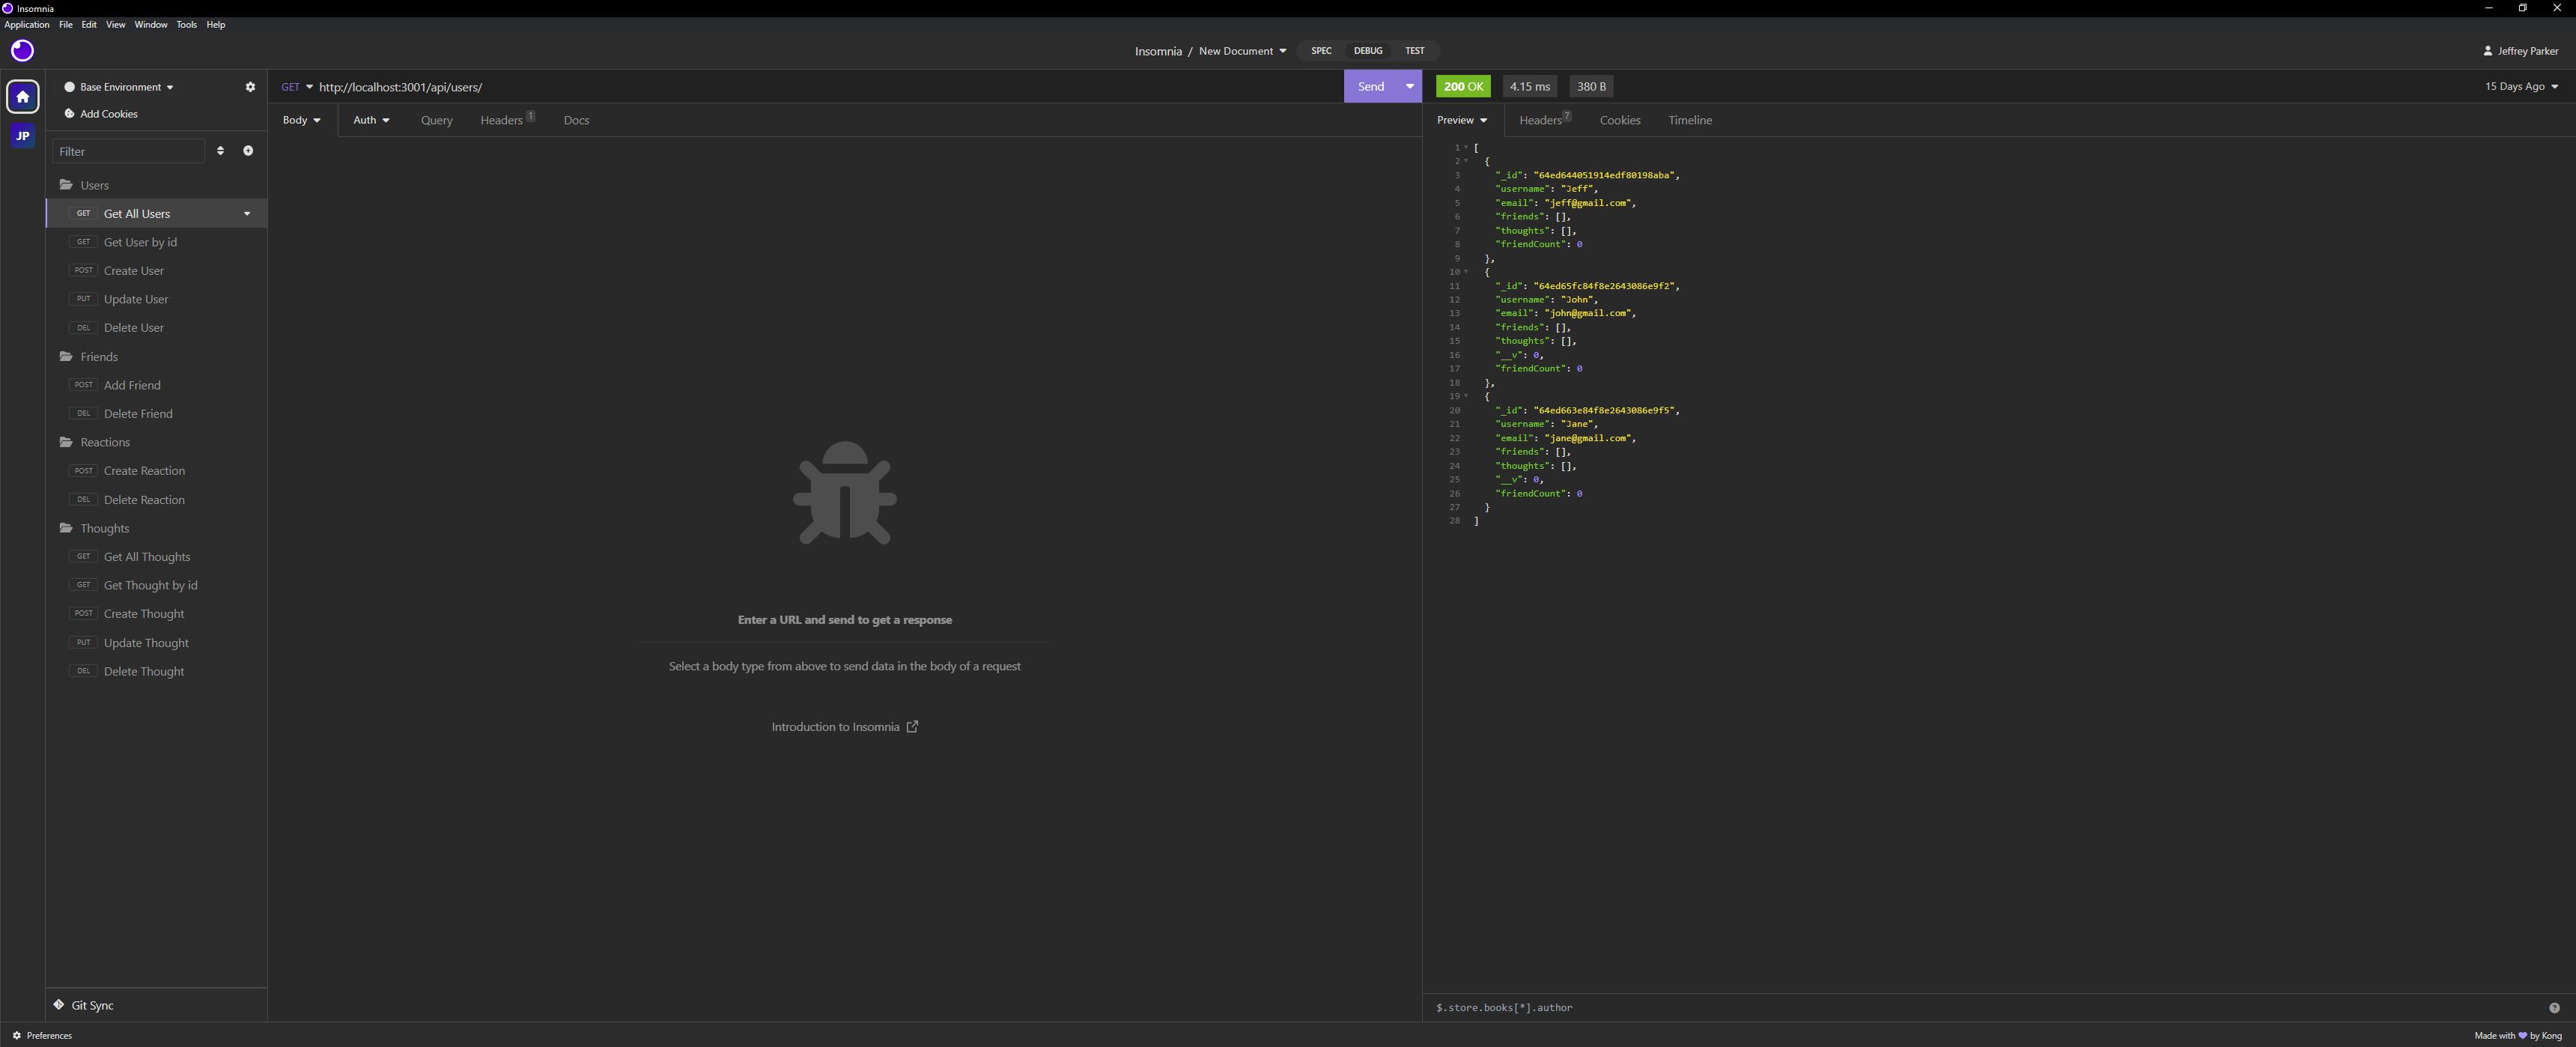 Insomnia
Application File Edit View Window Tools Help
Insomnia / New Document SPEC DEBUG TEST Jeffrey Parker
JP
Base Environment
Add Cookies
Filter
Users
GET Get All Users
GET Get User by id
POST Create User
PUT Update User
DEL Delete User
Friends
POST Add Friend
DEL Delete Friend
Reactions
POST Create Reaction
DEL Delete Reaction
Thoughts
GET Get All Thoughts
GET Get Thought by id
POST Create Thought
PUT Update Thought
DEL Delete Thought
Git Sync
Preferences
GET http://localhost:3001/api/users/ Send
Body Auth Query Headers 1 Docs
Enter a URL and send to get a response
Select a body type from above to send data in the body of a request
Introduction to Insomnia
200 OK 4.15 ms 380 B 15 Days Ago
Preview Headers 7 Cookies Timeline
1 [
2 {
3 "_id": "64ed644051914edf80198aba",
4 "username": "Jeff",
5 "email": "jeff@gmail.com",
6 "friends": [],
7 "thoughts": [],
8 "friendCount": 0
9 },
10 {
11 "_id": "64ed65fc84f8e2643086e9f2",
12 "username": "John",
13 "email": "john@gmail.com",
14 "friends": [],
15 "thoughts": [],
16 "__v": 0,
17 "friendCount": 0
18 },
19 {
20 "_id": "64ed663e84f8e2643086e9f5",
21 "username": "Jane",
22 "email": "jane@gmail.com",
23 "friends": [],
24 "thoughts": [],
25 "__v": 0,
26 "friendCount": 0
27 }
28 ]
$.store.books[*].author
Made with 💜 by Kong